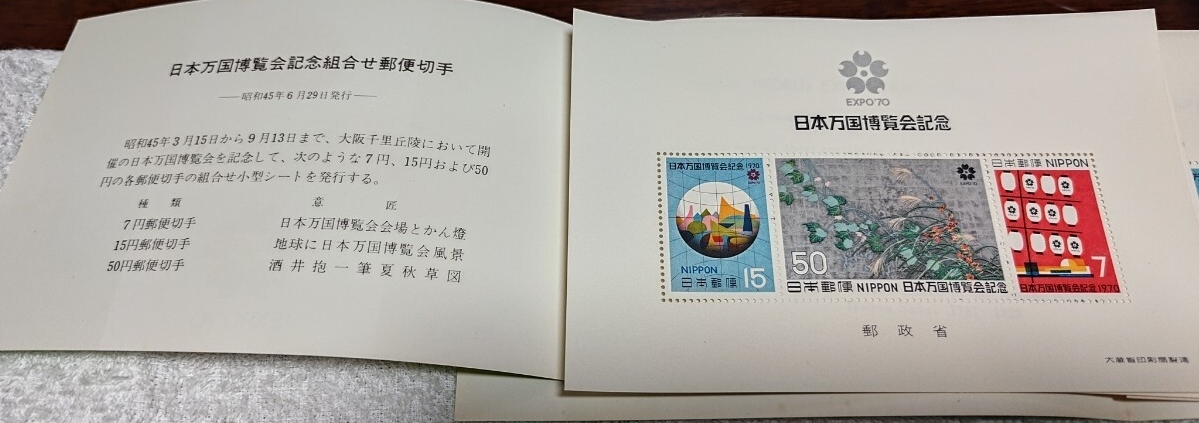 日本万国博覧会記念組合せ郵便切手
昭和45年6月29日発行
昭和45年3月15日から9月13日まで、大阪千里丘陵において開
催の日本万国博覧会を記念して、次のような7円、15円および50
円の各郵便切手の組合せ小型シートを発行する。
種類 意匠
7円郵便切手 日本万国博覧会会場とかん燈
15円郵便切手 地球に日本万国博覧会風景
50円郵便切手 酒井抱一筆夏秋草図
EXPO'70
日本万国博覧会記念
日本万国博覧会記念 1970
NIPPON
日本郵便 15
50
日本郵便 NIPPON 日本万国博覧会記念
日本郵便 NIPPON
7
日本万国博覧会記念 1970
郵政省
大蔵省印刷局製造